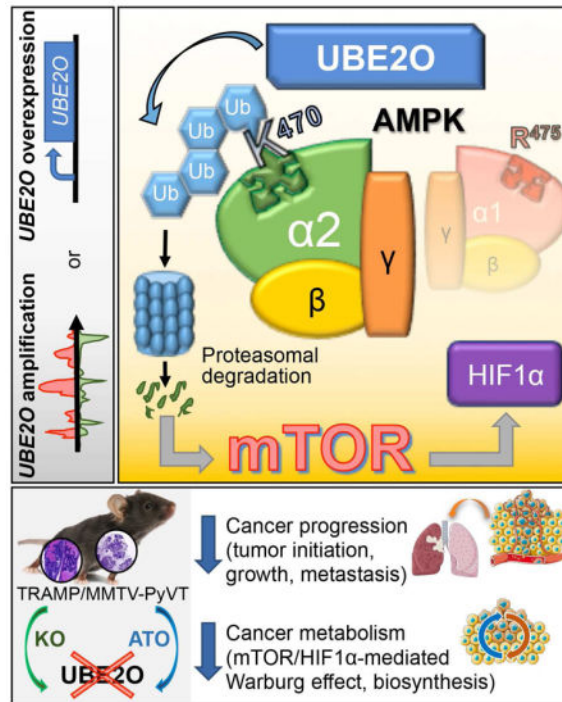 UBE2O overexpression
UBE2O
or
UBE2O amplification
UBE2O
AMPK
K470
R475
Ub
Ub
Ub
Ub
Ub
α2
β
γ
α1
β
γ
Proteasomal
degradation
HIF1α
mTOR
TRAMP/MMTV-PyVT
KO
ATO
UBE2O
Cancer progression
(tumor initiation,
growth, metastasis)
Cancer metabolism
(mTOR/HIF1α-mediated
Warburg effect, biosynthesis)